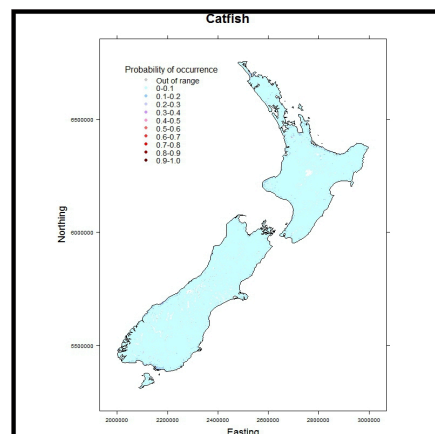 Catfish
Probability of occurrence
Out of range
0-0.1
0.1-0.2
0.2-0.3
0.3-0.4
0.4-0.5
0.5-0.6
0.6-0.7
0.7-0.8
0.8-0.9
0.9-1.0
Northing
6500000
6000000
5500000
2000000 2200000 2400000 2600000 2800000 3000000
Easting